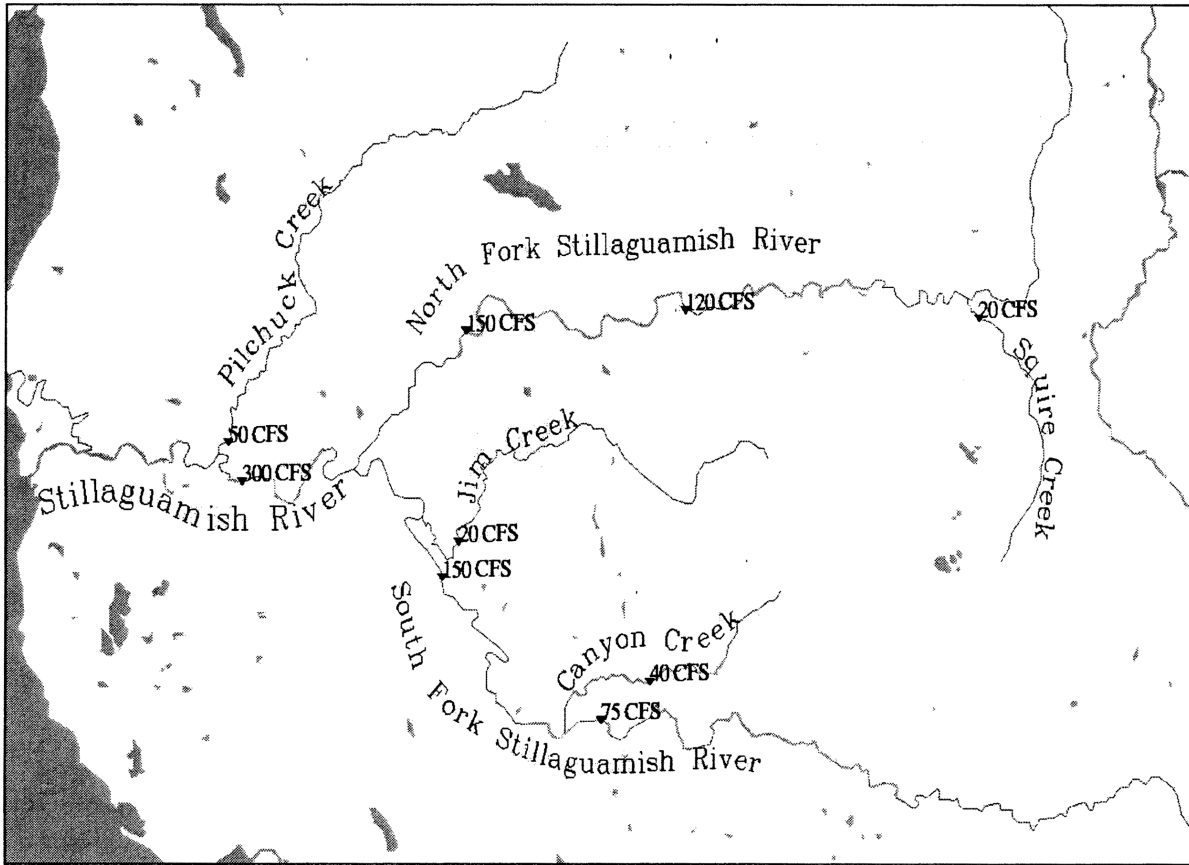 Pilchuck Creek
North Fork Stillaguamish River
150 CFS
120 CFS
20 CFS
Squire Creek
50 CFS
300 CFS
Stillaguamish River
Jim Creek
20 CFS
150 CFS
South Fork Stillaguamish River
Canyon Creek
40 CFS
75 CFS